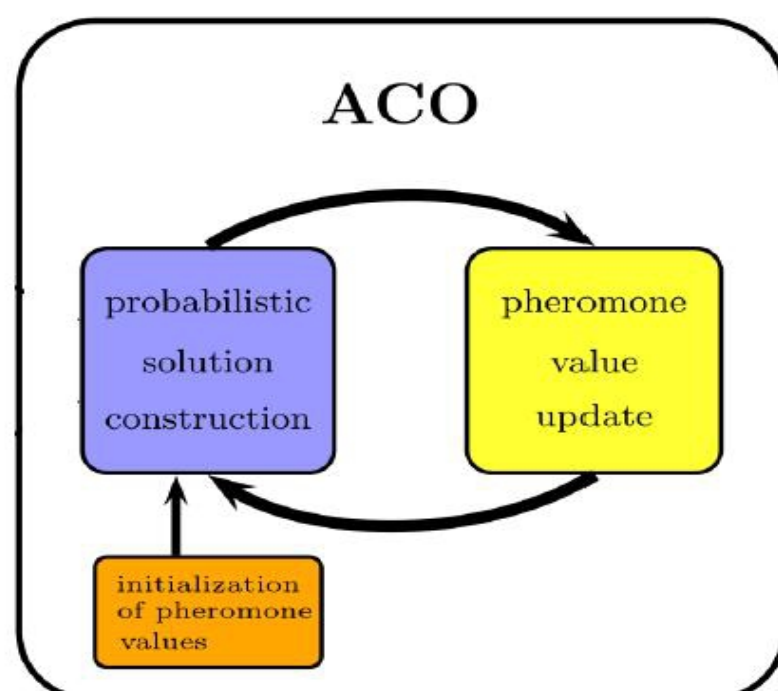 ACO
probabilistic
solution
construction
pheromone
value
update
initialization
of pheromone
values